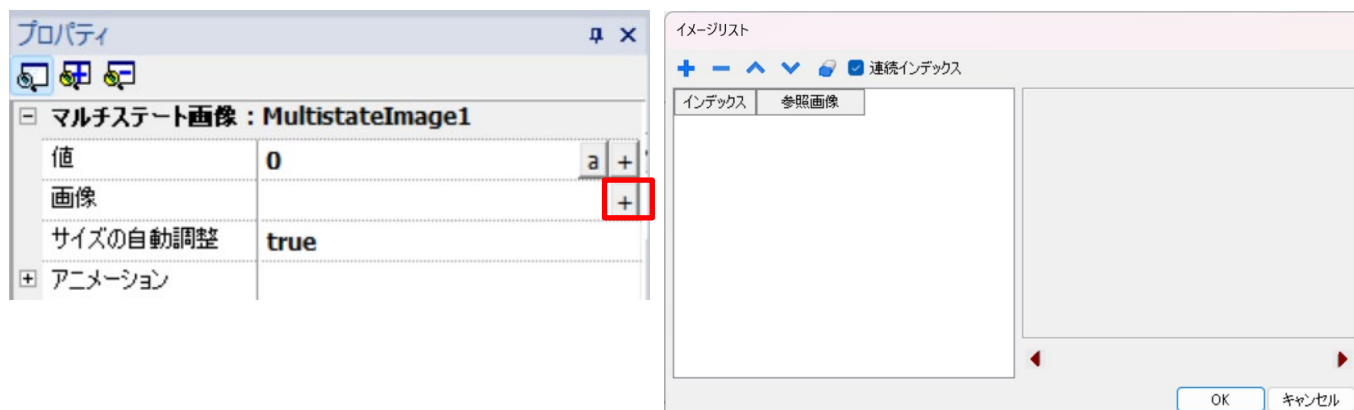 プロパティ
マルチステート画像 : MultistateImage1
値 0 a +
画像 +
サイズの自動調整 true
アニメーション
イメージリスト
連続インデックス
インデックス 参照画像
OK キャンセル